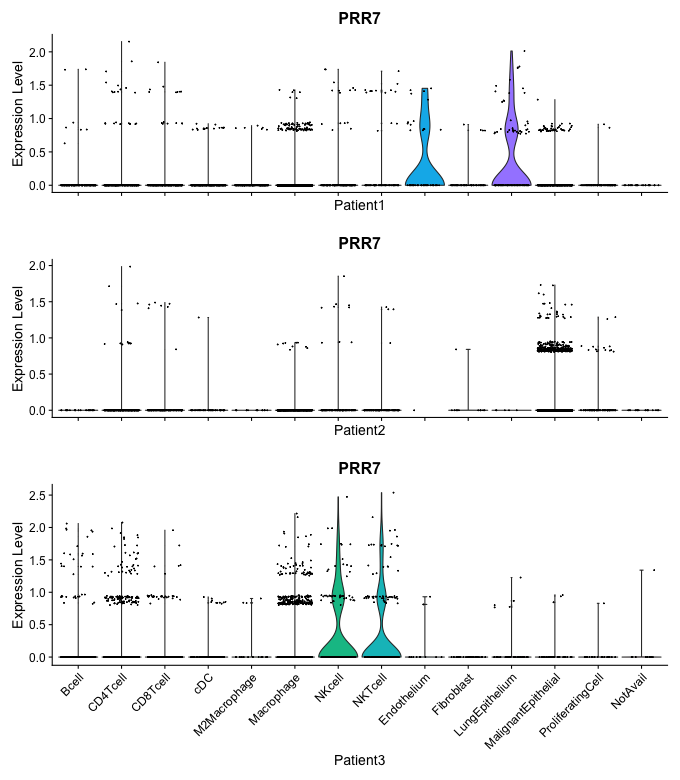 PRR7
Expression Level
2.0
1.5
1.0
0.5
0.0
Patient1
PRR7
Expression Level
2.0
1.5
1.0
0.5
0.0
Patient2
PRR7
Expression Level
2.5
2.0
1.5
1.0
0.5
0.0
Bcell
CD4Tcell
CD8Tcell
cDC
M2Macrophage
Macrophage
NKcell
NKTcell
Endothelium
Fibroblast
LungEpithelium
MalignantEpithelial
ProliferatingCell
NotAvail
Patient3